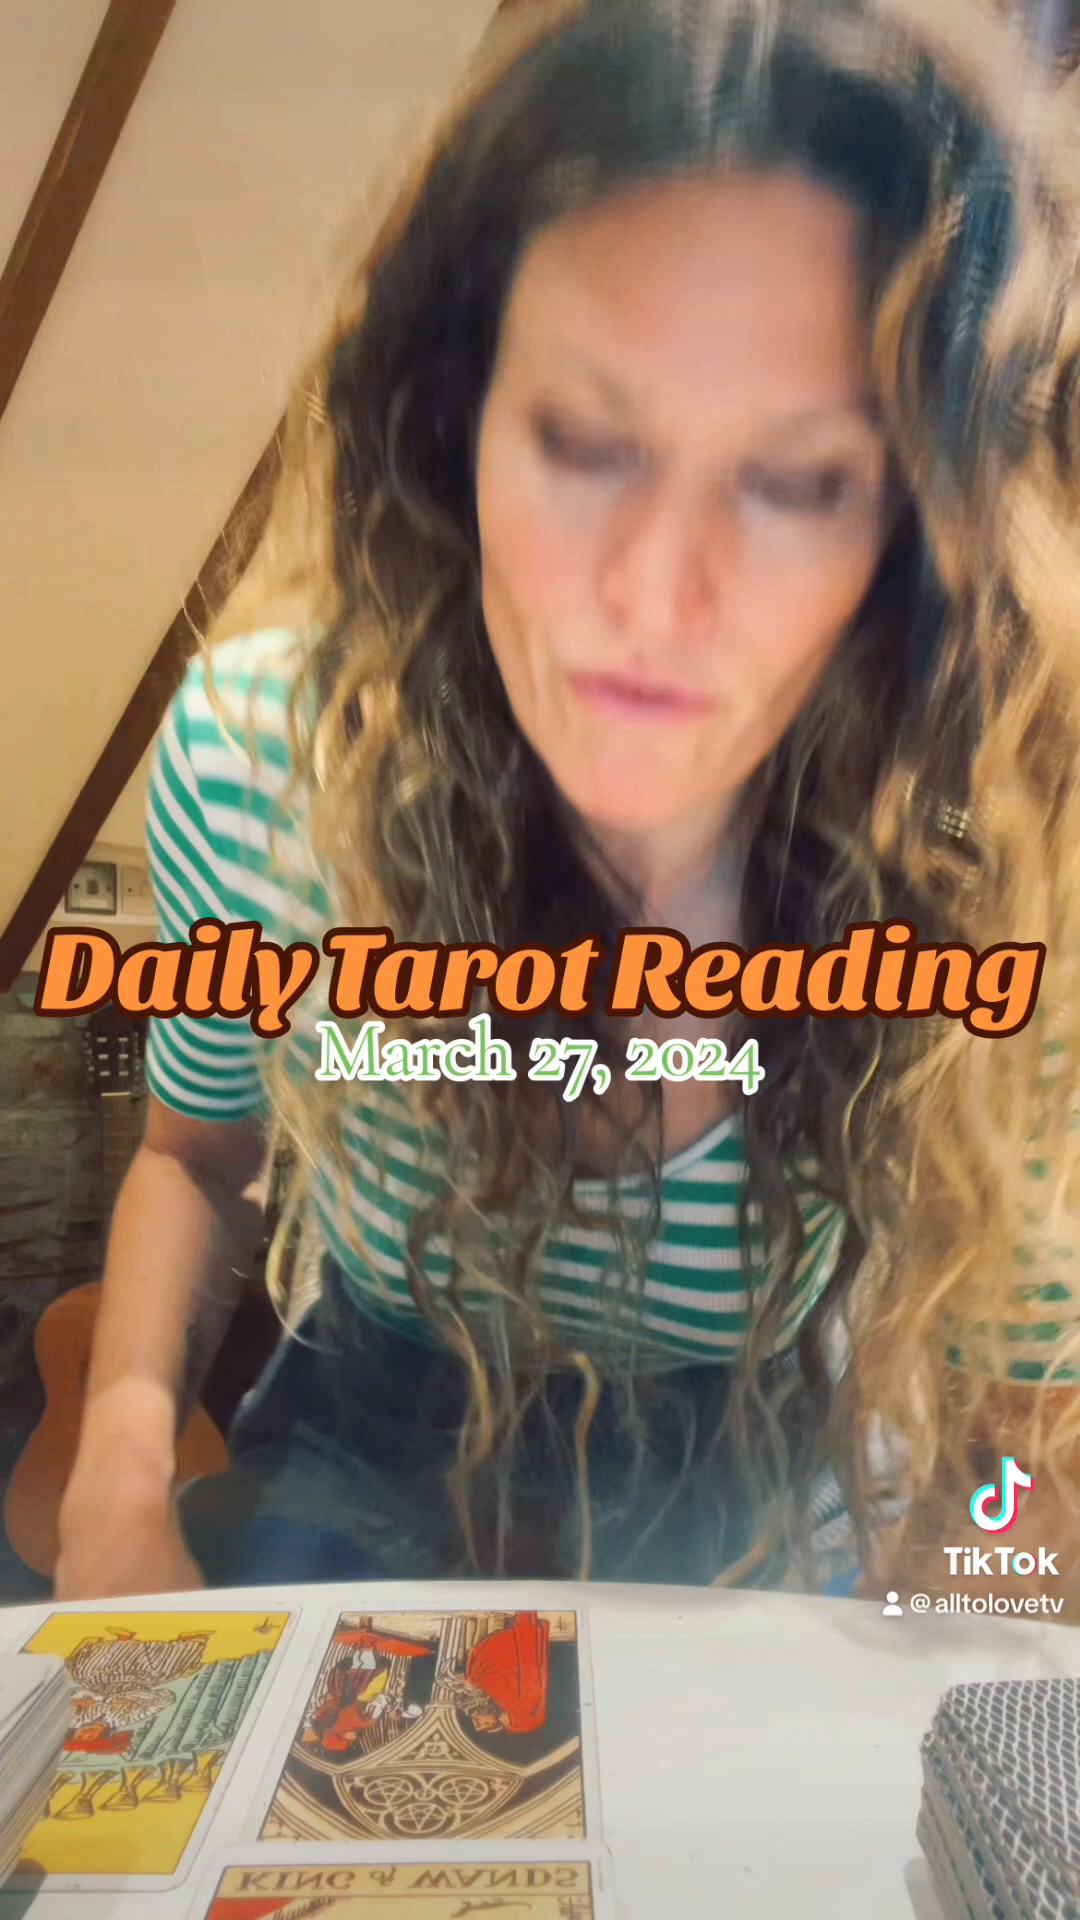 Daily Tarot Reading
March 27, 2024
TikTok
@alltolovetv
KING of WANDS